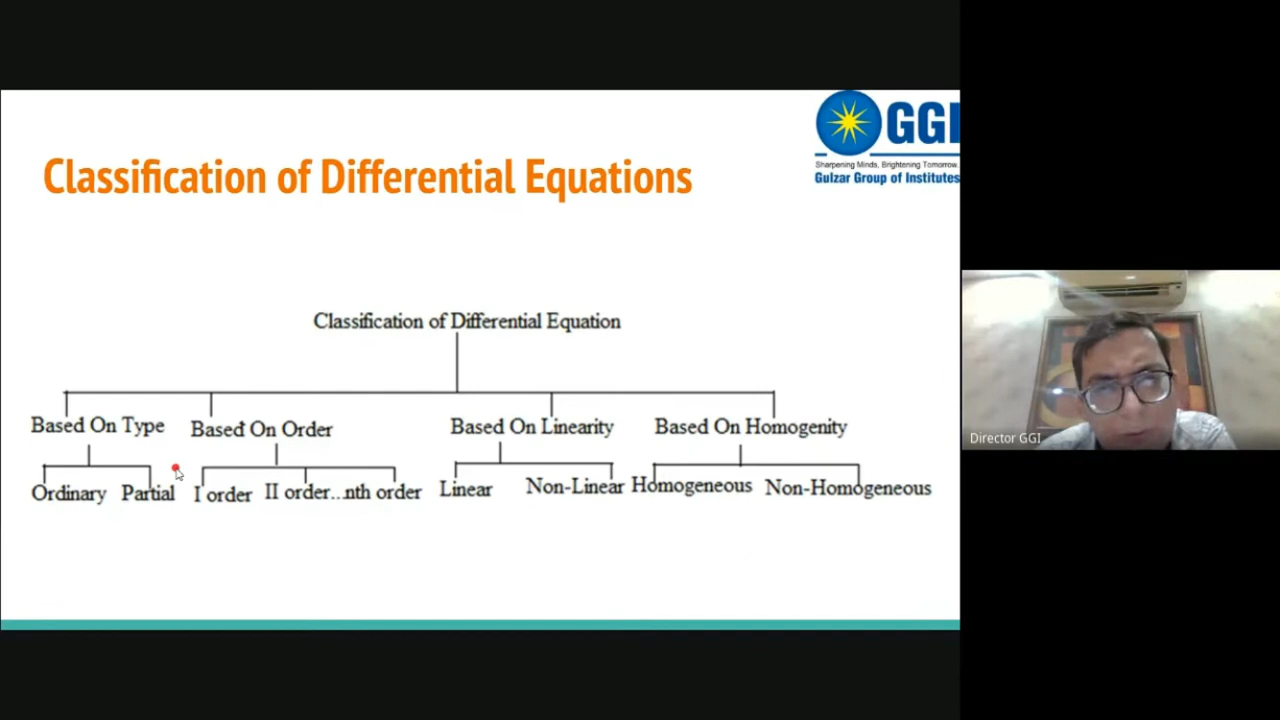 GGI
Sharpening Minds, Brightening Tomorrow
Gulzar Group of Institutes
Classification of Differential Equations
Classification of Differential Equation
Based On Type
Based On Order
Based On Linearity
Based On Homogenity
Ordinary
Partial
I order
II order...nth order
Linear
Non-Linear
Homogeneous
Non-Homogeneous
Director GGI